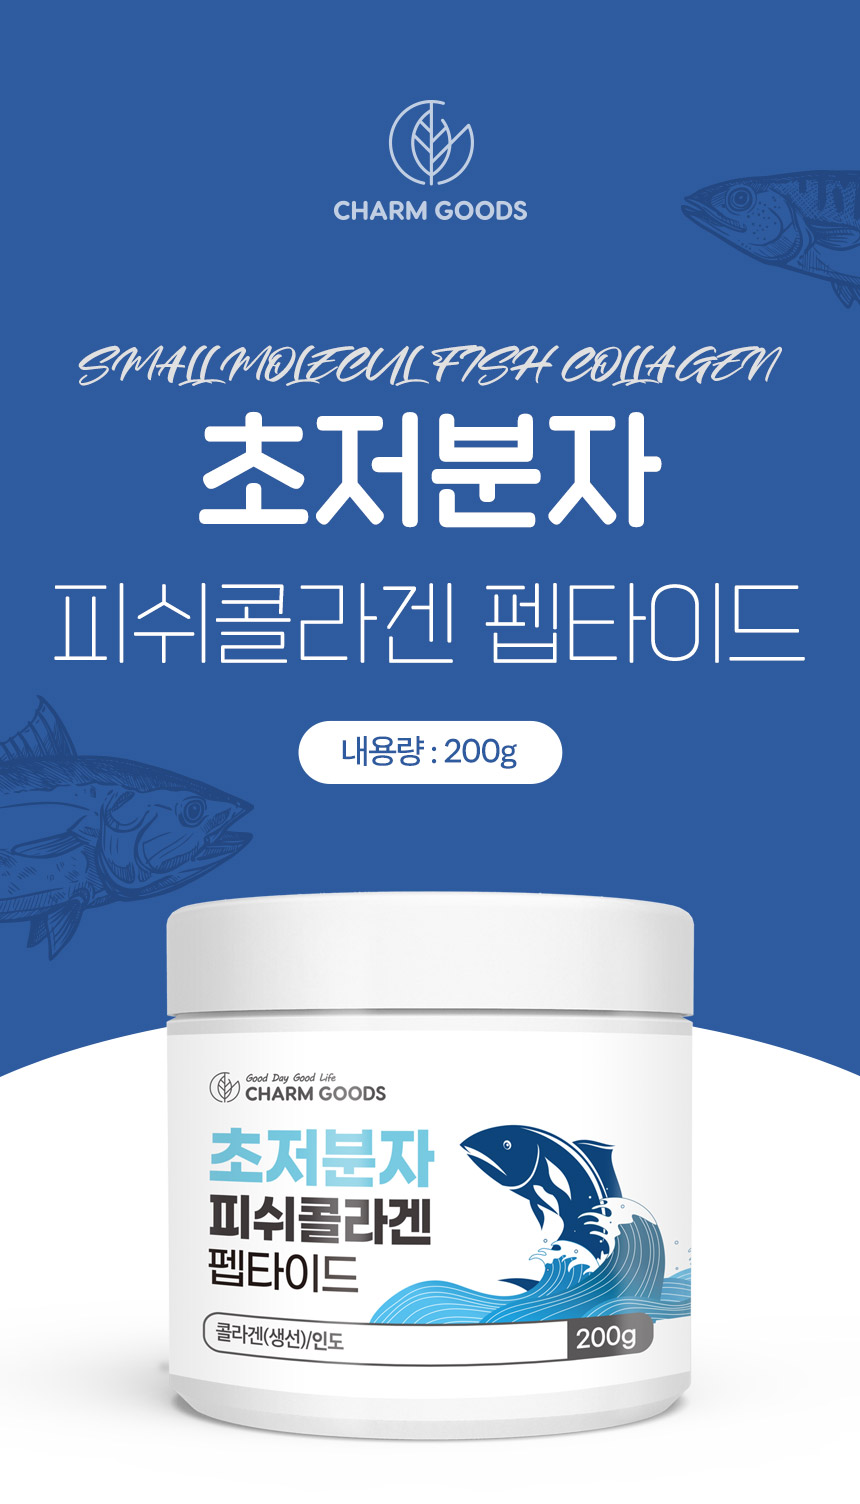 CHARM GOODS
SMALL MOLECUL FISH COLLAGEN
초저분자
피쉬콜라겐 펩타이드
내용량 : 200g
Good Day Good Life
CHARM GOODS
초저분자
피쉬콜라겐
펩타이드
콜라겐(생선)/인도
200g